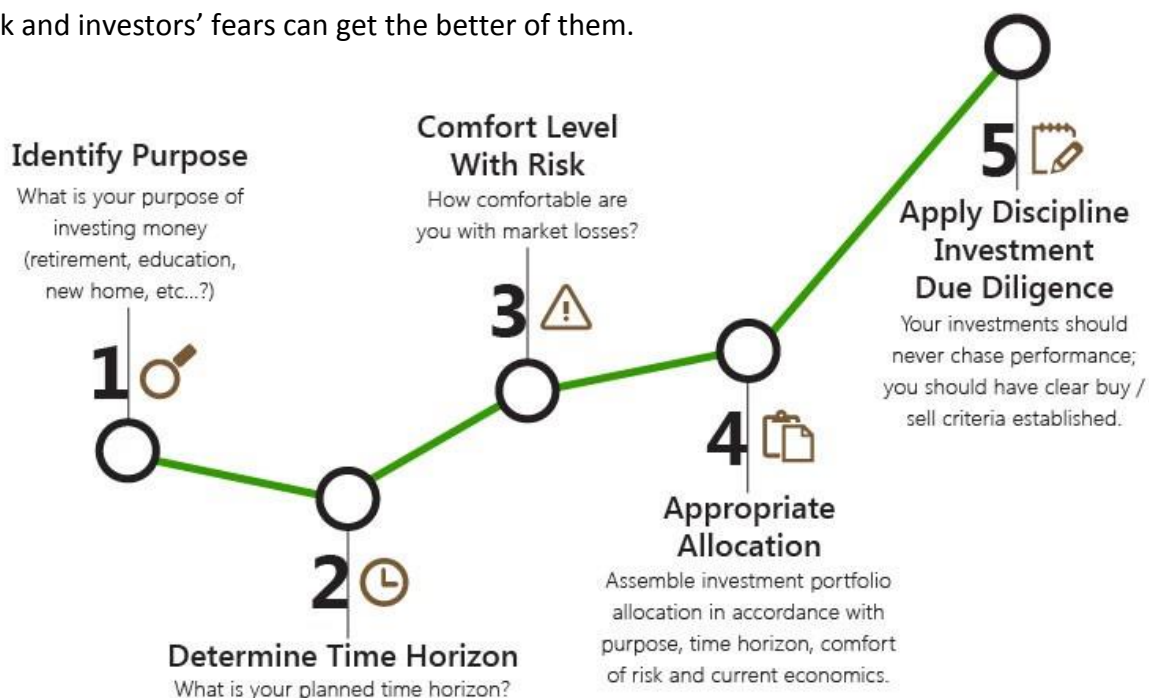 k and investors’ fears can get the better of them.
Identify Purpose
What is your purpose of
investing money
(retirement, education,
new home, etc...?)
1
2
Determine Time Horizon
What is your planned time horizon?
Comfort Level
With Risk
How comfortable are
you with market losses?
3
4
Appropriate
Allocation
Assemble investment portfolio
allocation in accordance with
purpose, time horizon, comfort
of risk and current economics.
5
Apply Discipline
Investment
Due Diligence
Your investments should
never chase performance;
you should have clear buy /
sell criteria established.